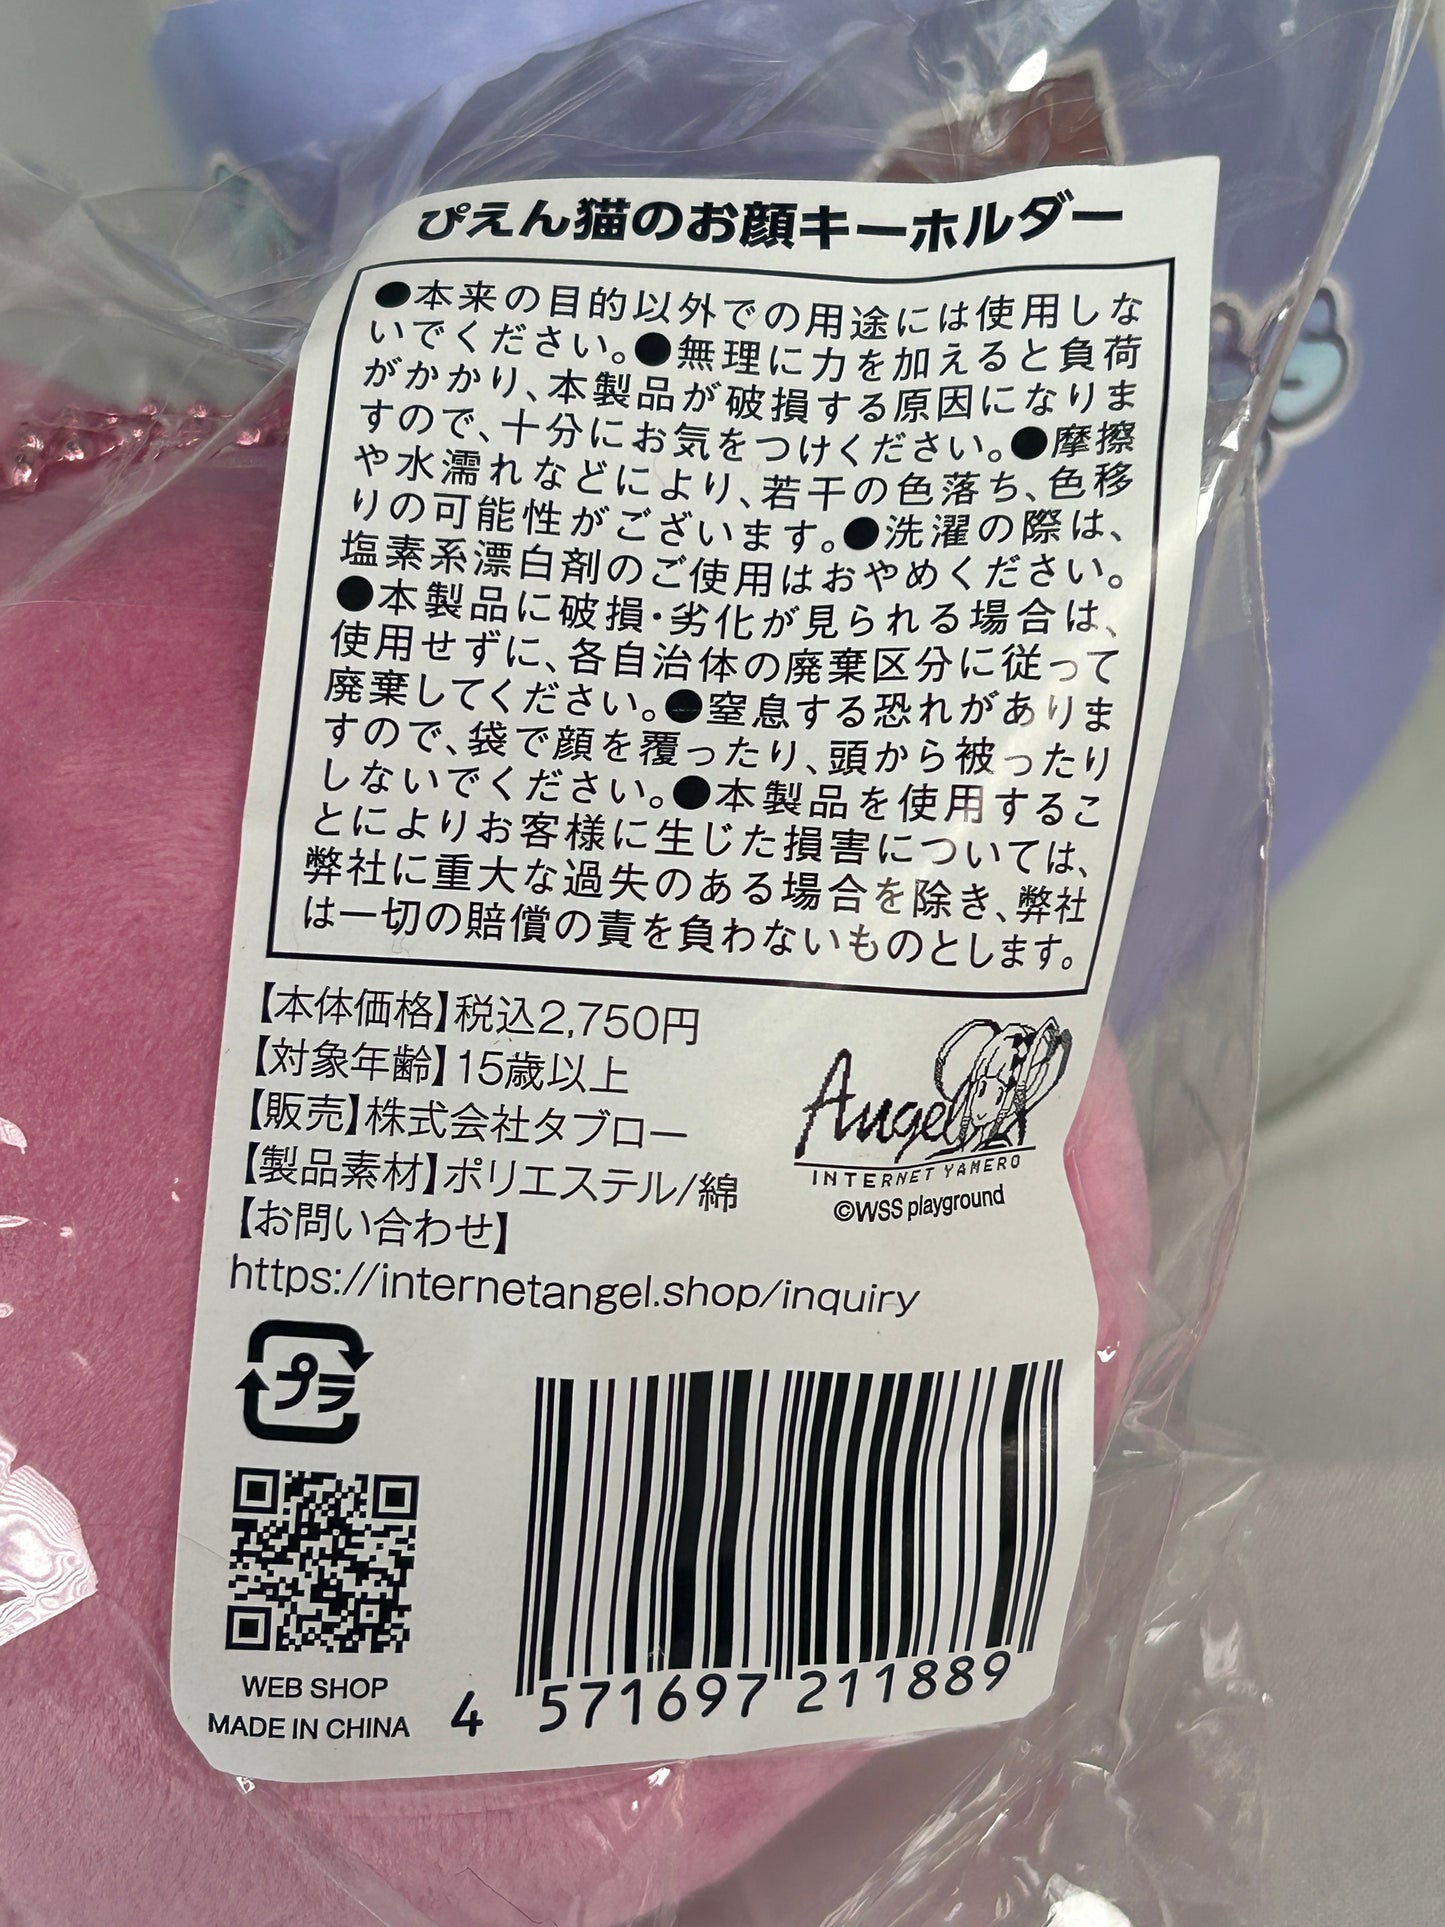 ぴえん猫のお顔キーホルダー
●本来の目的以外での用途には使用しな
いでください。●無理に力を加えると負荷
がかかり、本製品が破損する原因になりま
すので、十分にお気をつけください。●摩擦
や水濡れなどにより、若干の色落ち、色移
りの可能性がございます。●洗濯の際は、
塩素系漂白剤のご使用はおやめください。
●本製品に破損・劣化が見られる場合は、
使用せずに、各自治体の廃棄区分に従って
廃棄してください。●窒息する恐れがありま
すので、袋で顔を覆ったり、頭から被ったり
しないでください。●本製品を使用するこ
とによりお客様に生じた損害については、
弊社に重大な過失のある場合を除き、弊社
は一切の賠償の責を負わないものとします。
【本体価格】税込2,750円
【対象年齢】15歳以上
【販売】株式会社タブロー
【製品素材】ポリエステル/綿
【お問い合わせ】
https://internetangel.shop/inquiry
Angel
INTERNET YAMERO
©WSS playground
プラ
WEB SHOP
MADE IN CHINA
4 571697 211889